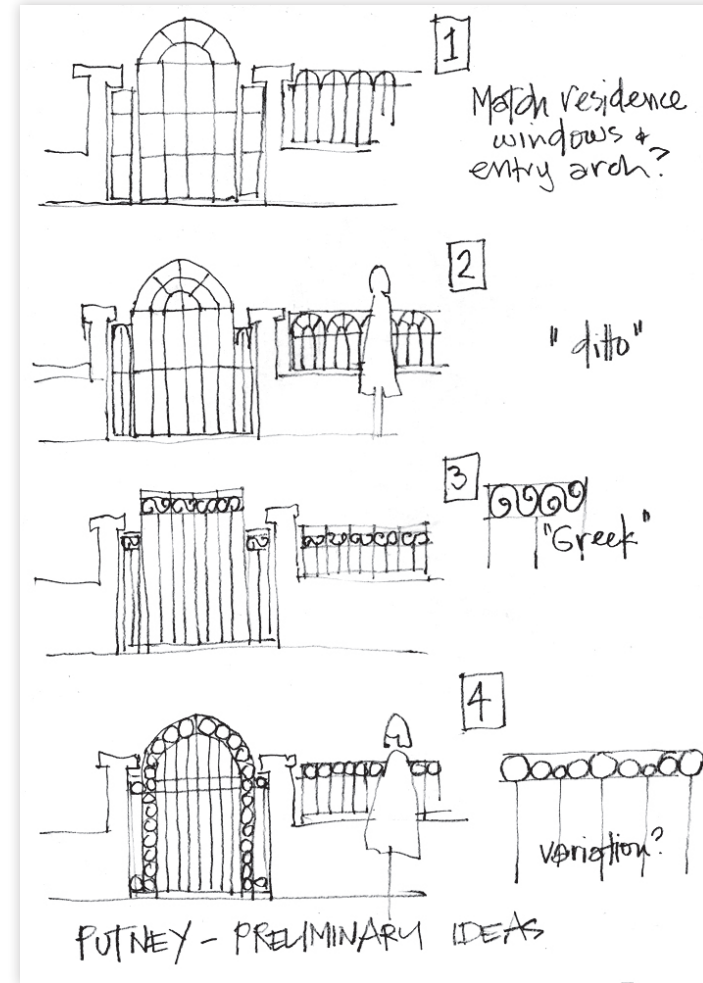 1
Match residence
windows &
entry arch?
2
"ditto"
3
"Greek"
4
variation?
PUTNEY - PRELIMINARY IDEAS